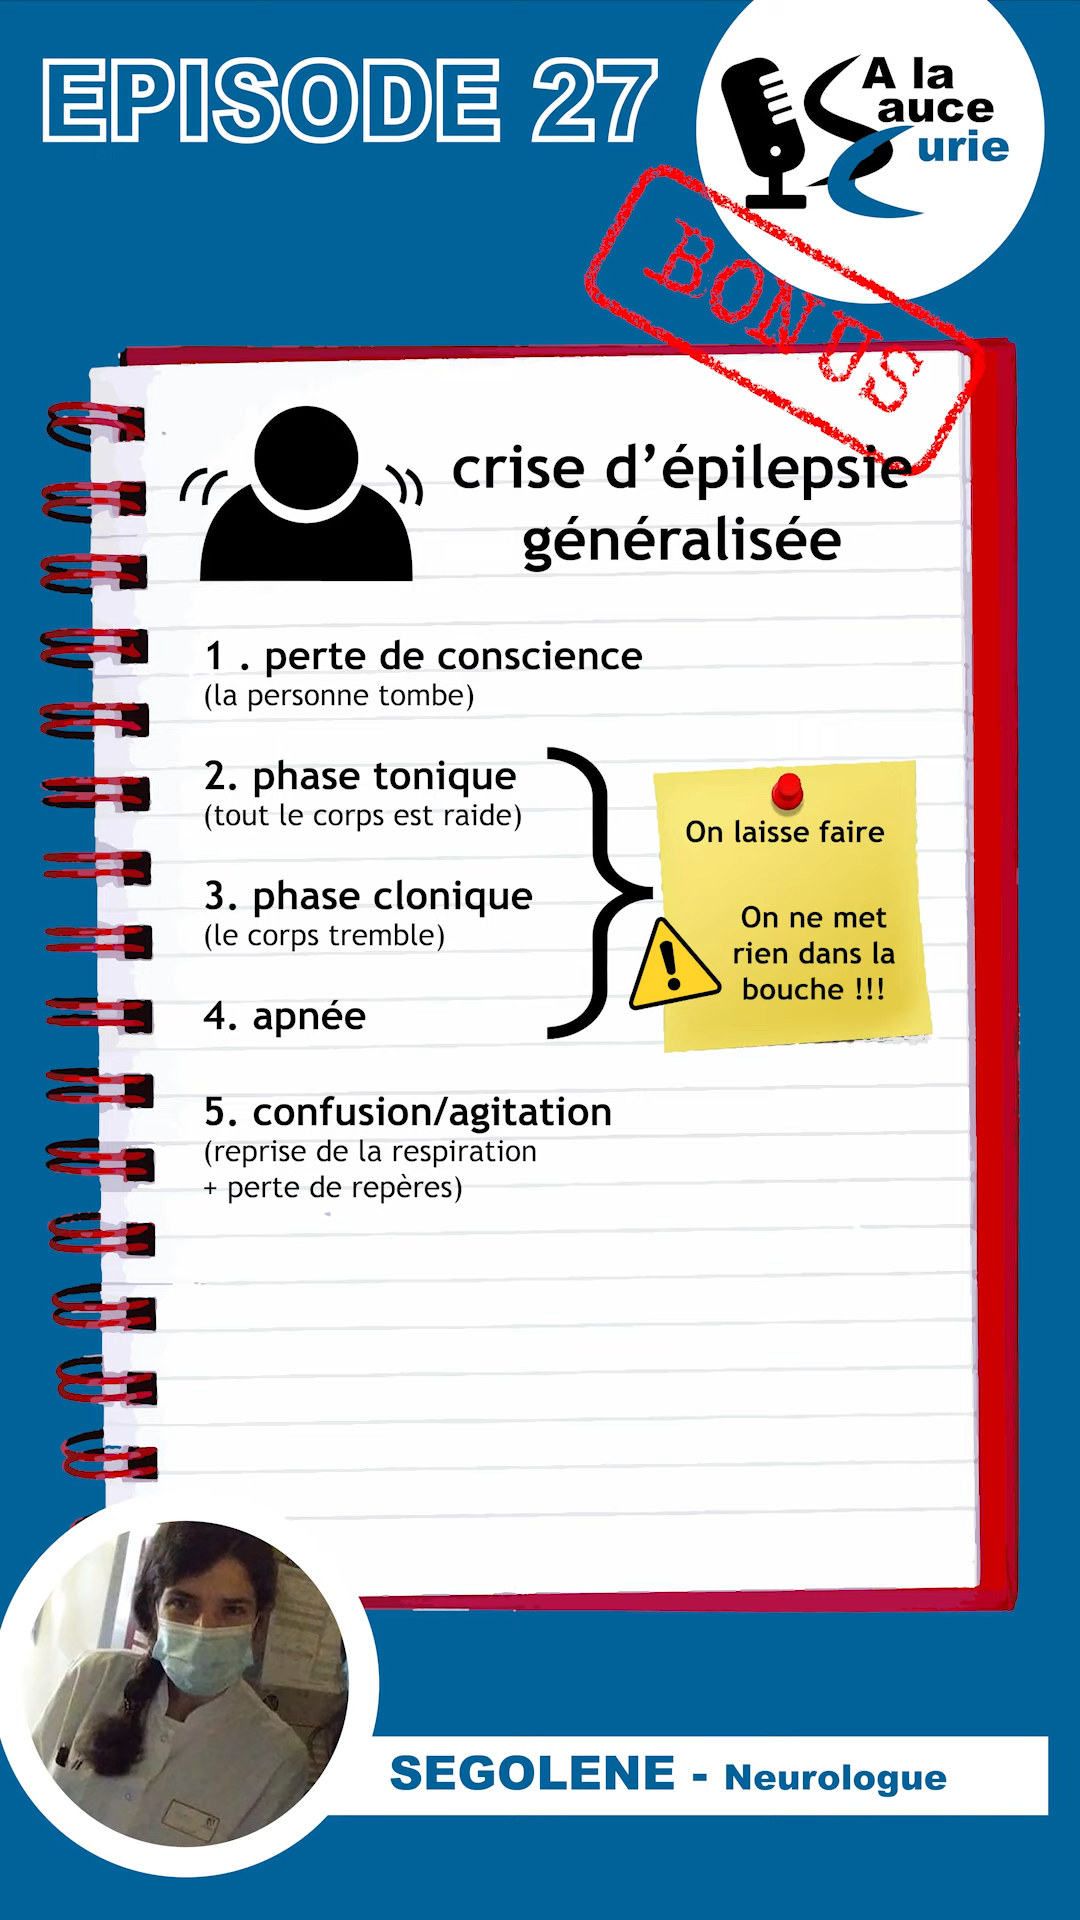 EPISODE 27
A la
auce
urie
BONUS
crise d’épilepsie
généralisée
1 . perte de conscience
(la personne tombe)
2. phase tonique
(tout le corps est raide)
3. phase clonique
(le corps tremble)
4. apnée
On laisse faire
On ne met
rien dans la
bouche !!!
5. confusion/agitation
(reprise de la respiration
+ perte de repères)
SEGOLENE - Neurologue